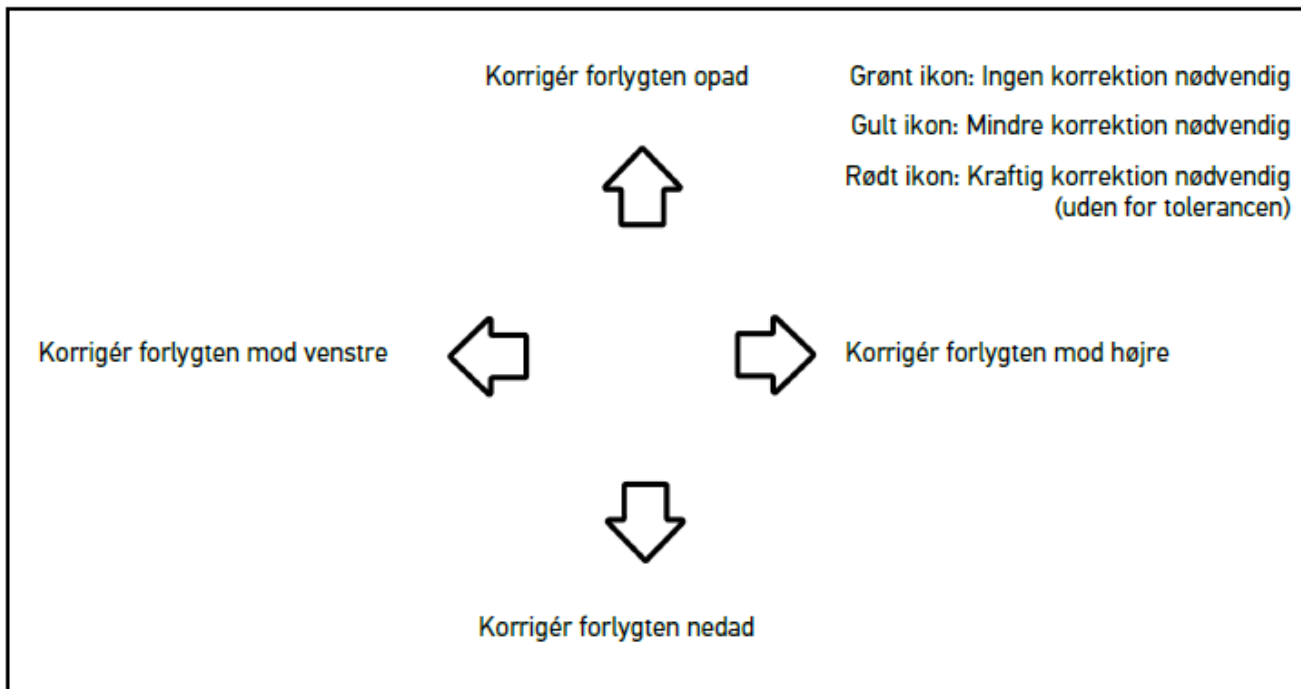 Korrigér forlygten opad
Grønt ikon: Ingen korrektion nødvendig
Gult ikon: Mindre korrektion nødvendig
Rødt ikon: Kraftig korrektion nødvendig
(uden for tolerancen)
Korrigér forlygten mod venstre
Korrigér forlygten mod højre
Korrigér forlygten nedad